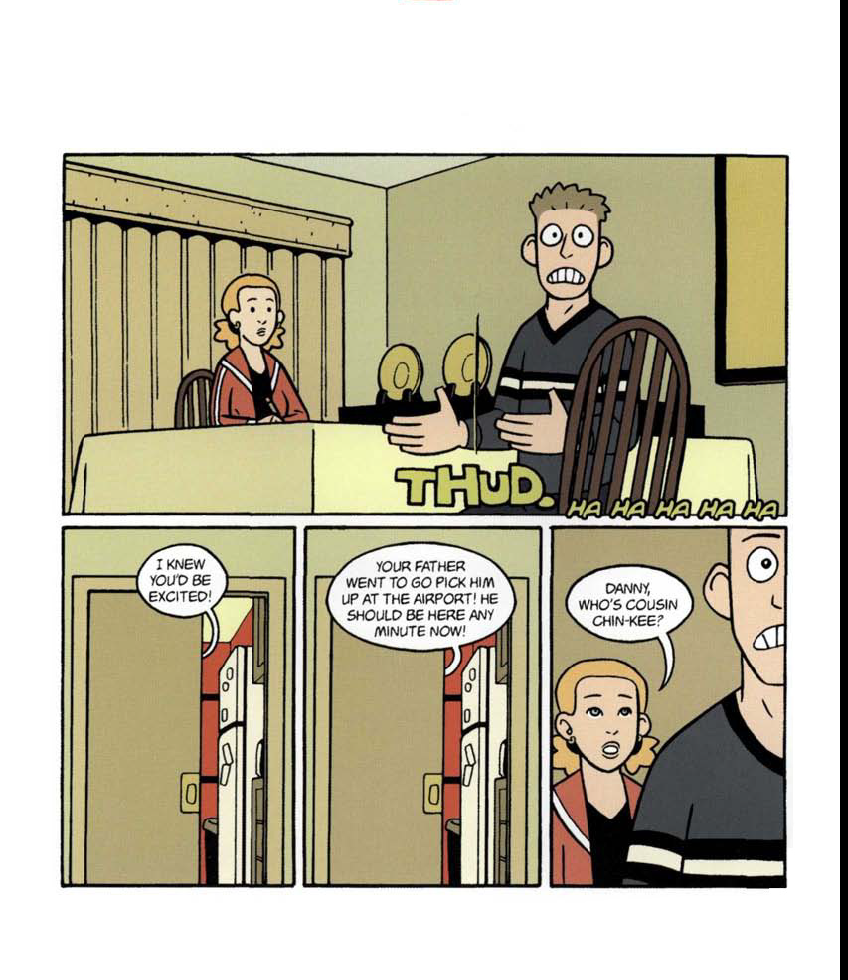 THUD.
HA HA HA HA HA
I KNEW
YOU'D BE
EXCITED!
YOUR FATHER
WENT TO GO PICK HIM
UP AT THE AIRPORT! HE
SHOULD BE HERE ANY
MINUTE NOW!
DANNY,
WHO'S COUSIN
CHIN-KEE?